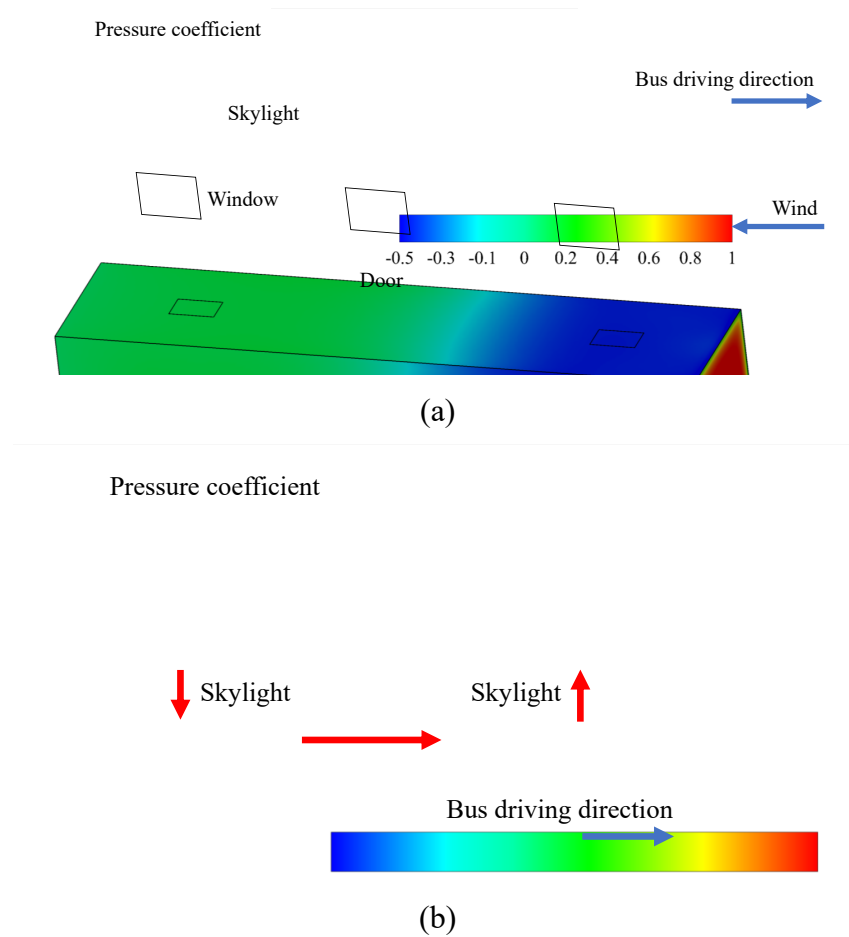 Pressure coefficient
Bus driving direction
Skylight
Window
Wind
-0.5 -0.3 -0.1 0 0.2 0.4 0.6 0.8 1
Door
(a)
Pressure coefficient
Skylight
Skylight
Bus driving direction
(b)